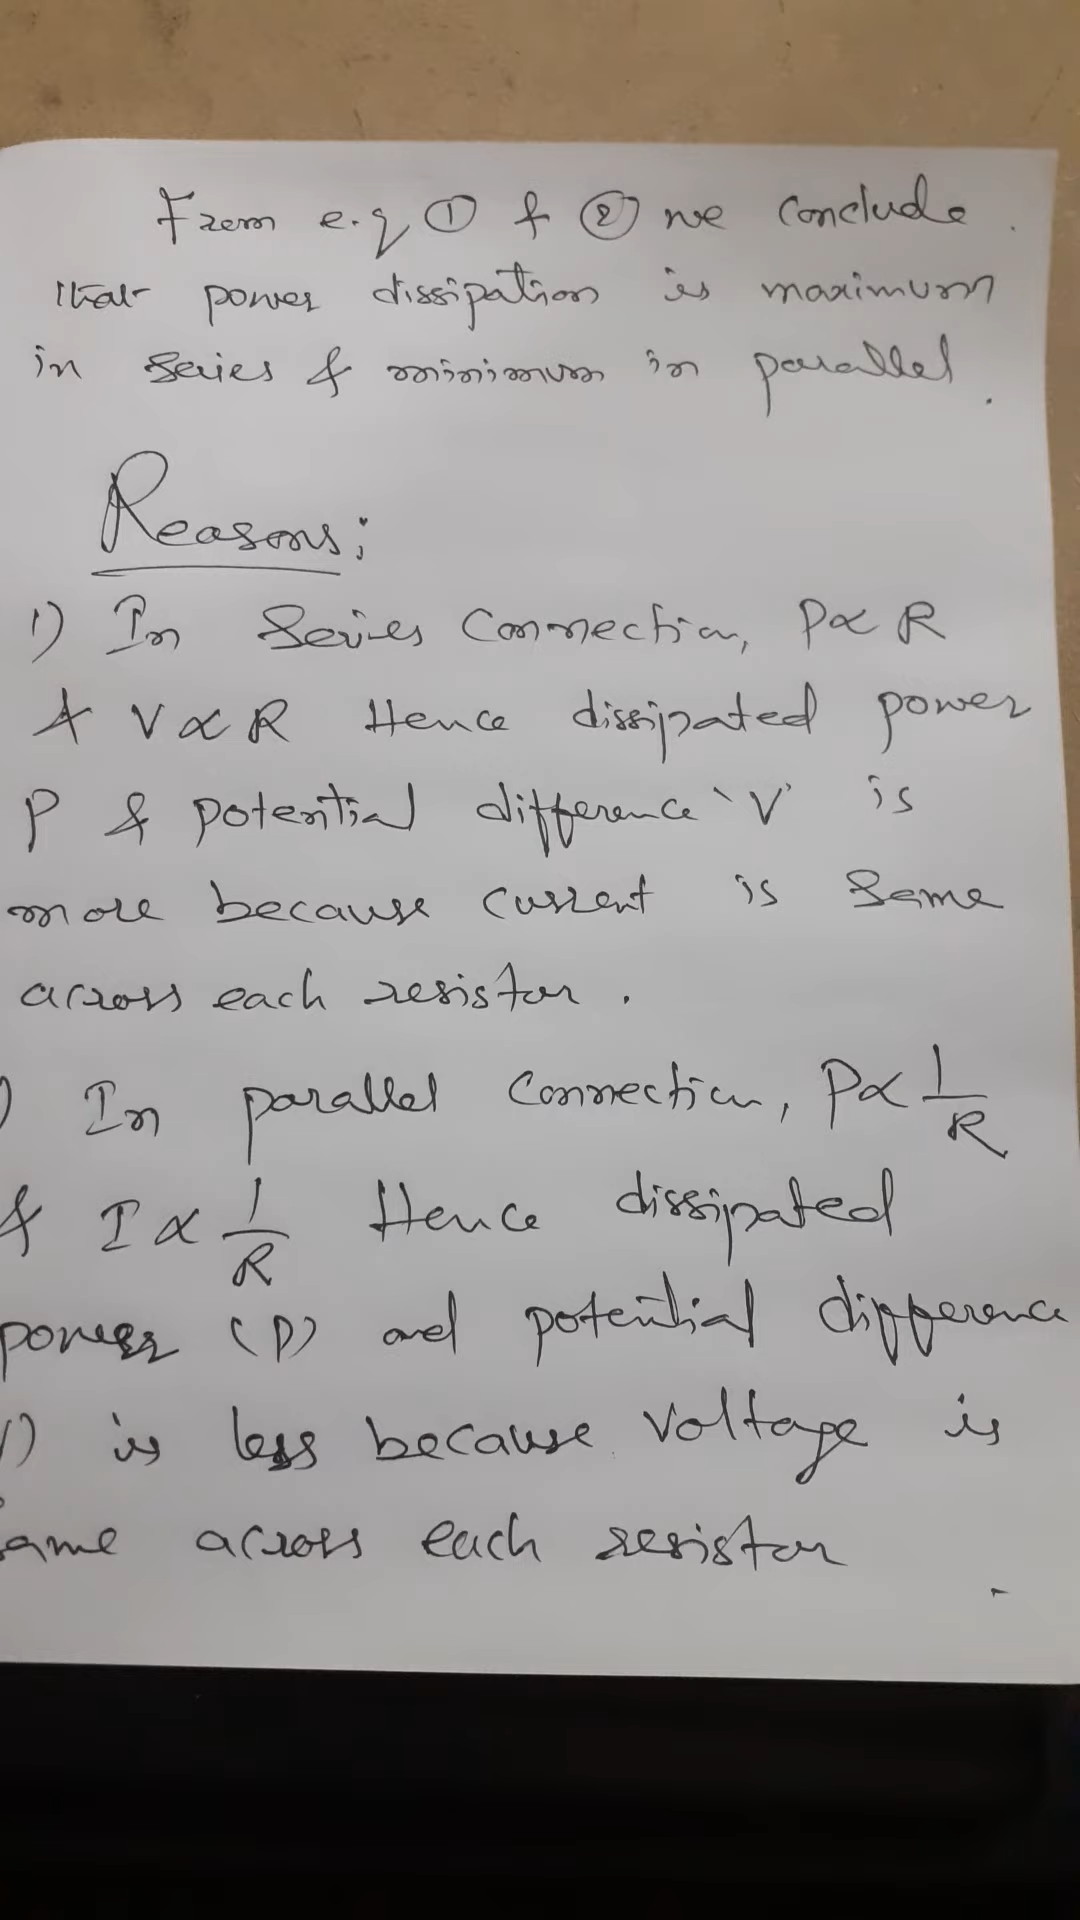 From e.q ① & ② we conclude.
that power dissipation is maximum
in series & minimum in parallel.
Reasons;
1) In Series Connection, P∝ R
& V∝R Hence dissipated power
P & potential difference 'V' is
more because current is Same
across each resistor.
) In parallel Connection, P∝ 1/R
& I∝ 1/R Hence dissipated
power (P) and potential difference
) is less because voltage is
ame across each resistor